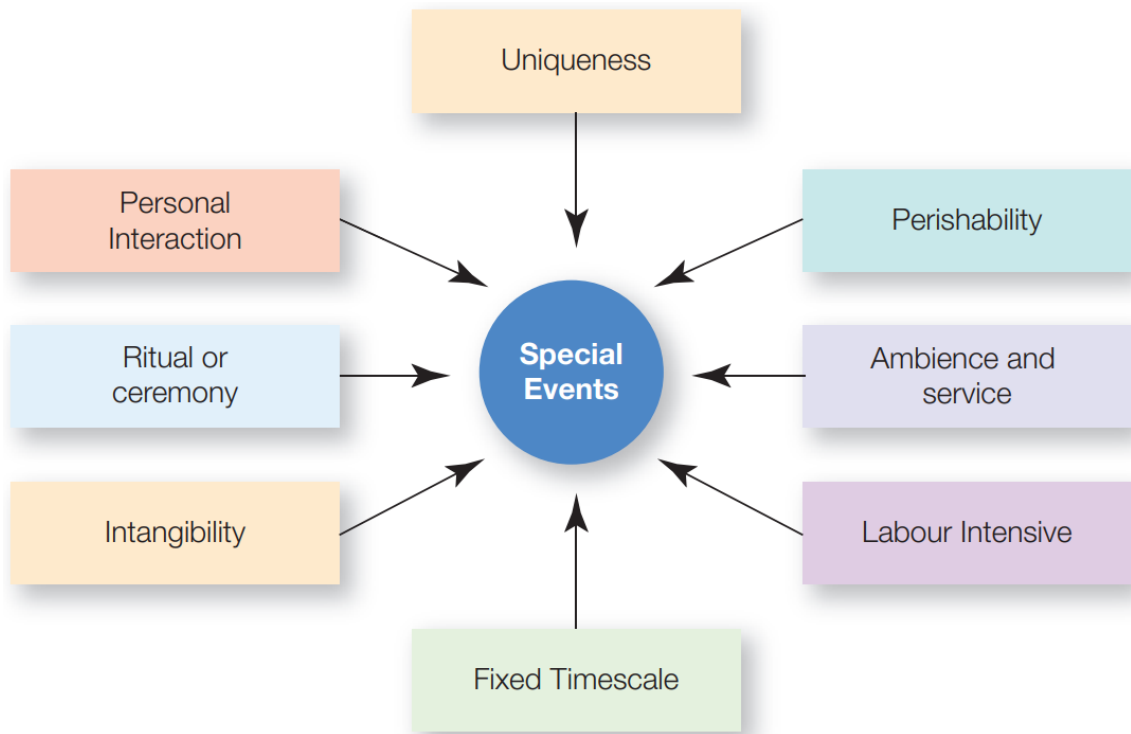 Uniqueness
Personal
Interaction
Perishability
Ritual or
ceremony
Special
Events
Ambience and
service
Intangibility
Labour Intensive
Fixed Timescale